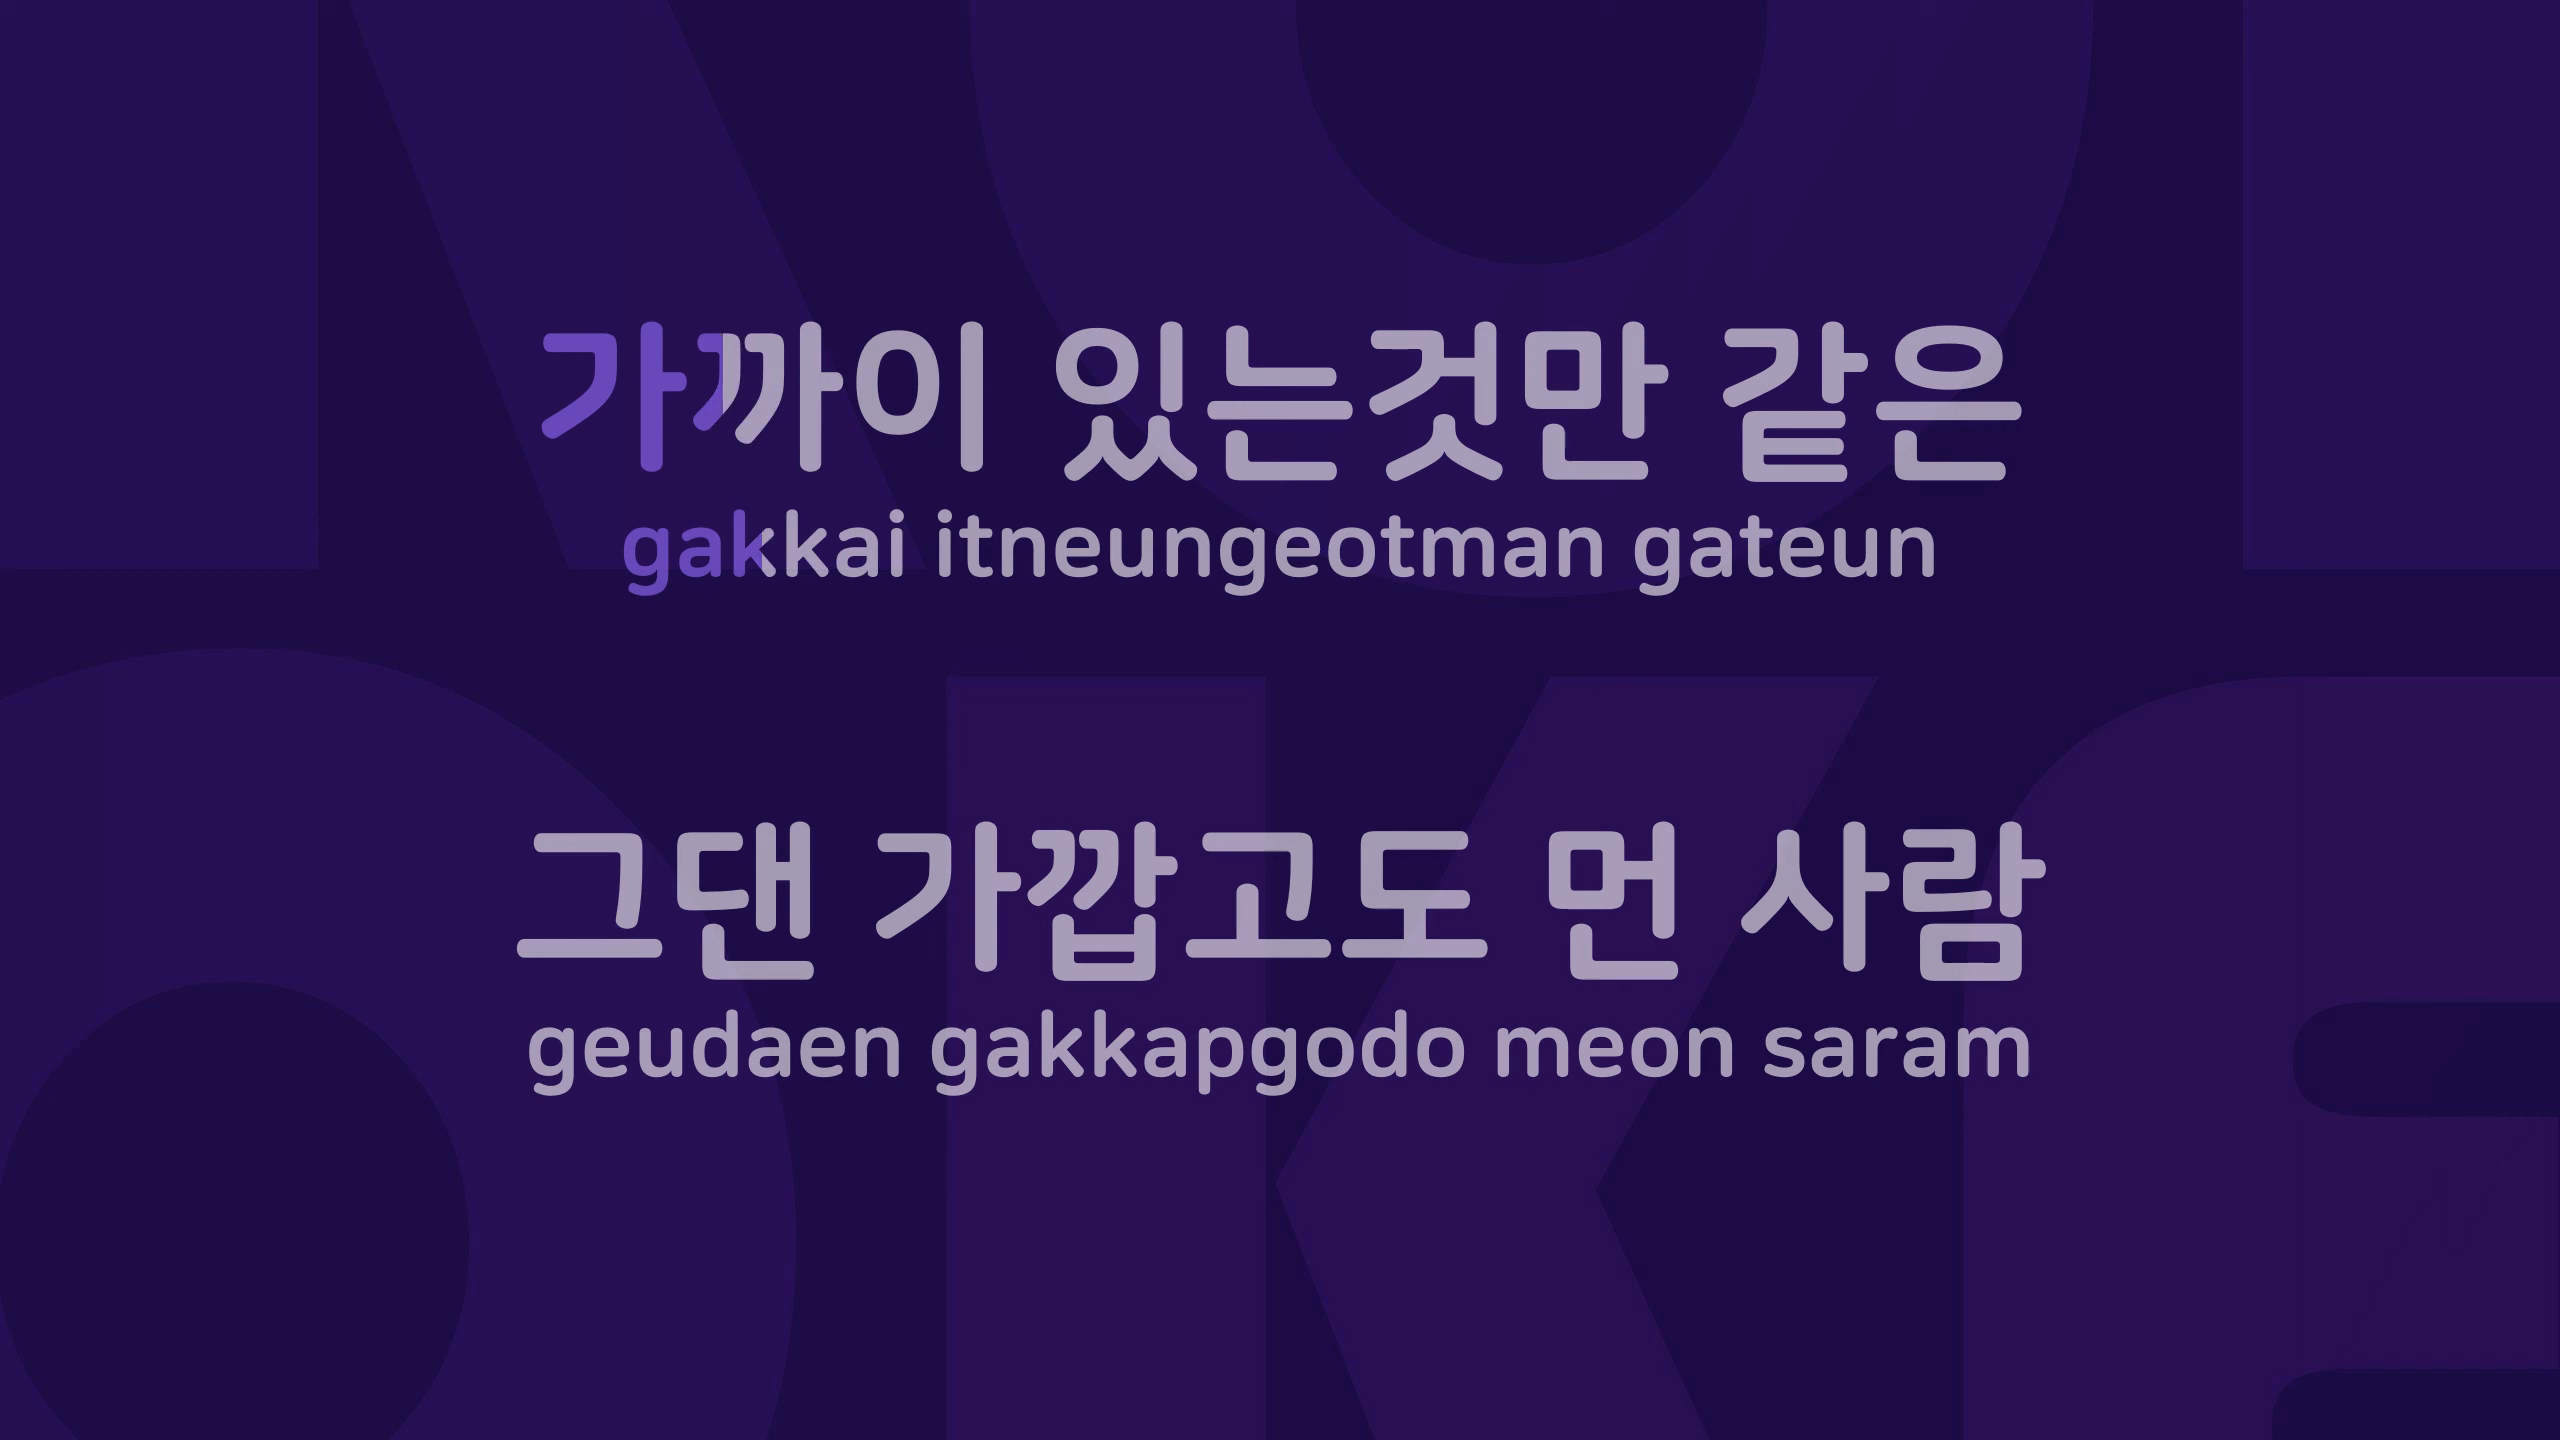 가까이 있는것만 같은
gakkai itneungeotman gateun
그댄 가깝고도 먼 사람
geudaen gakkapgodo meon saram